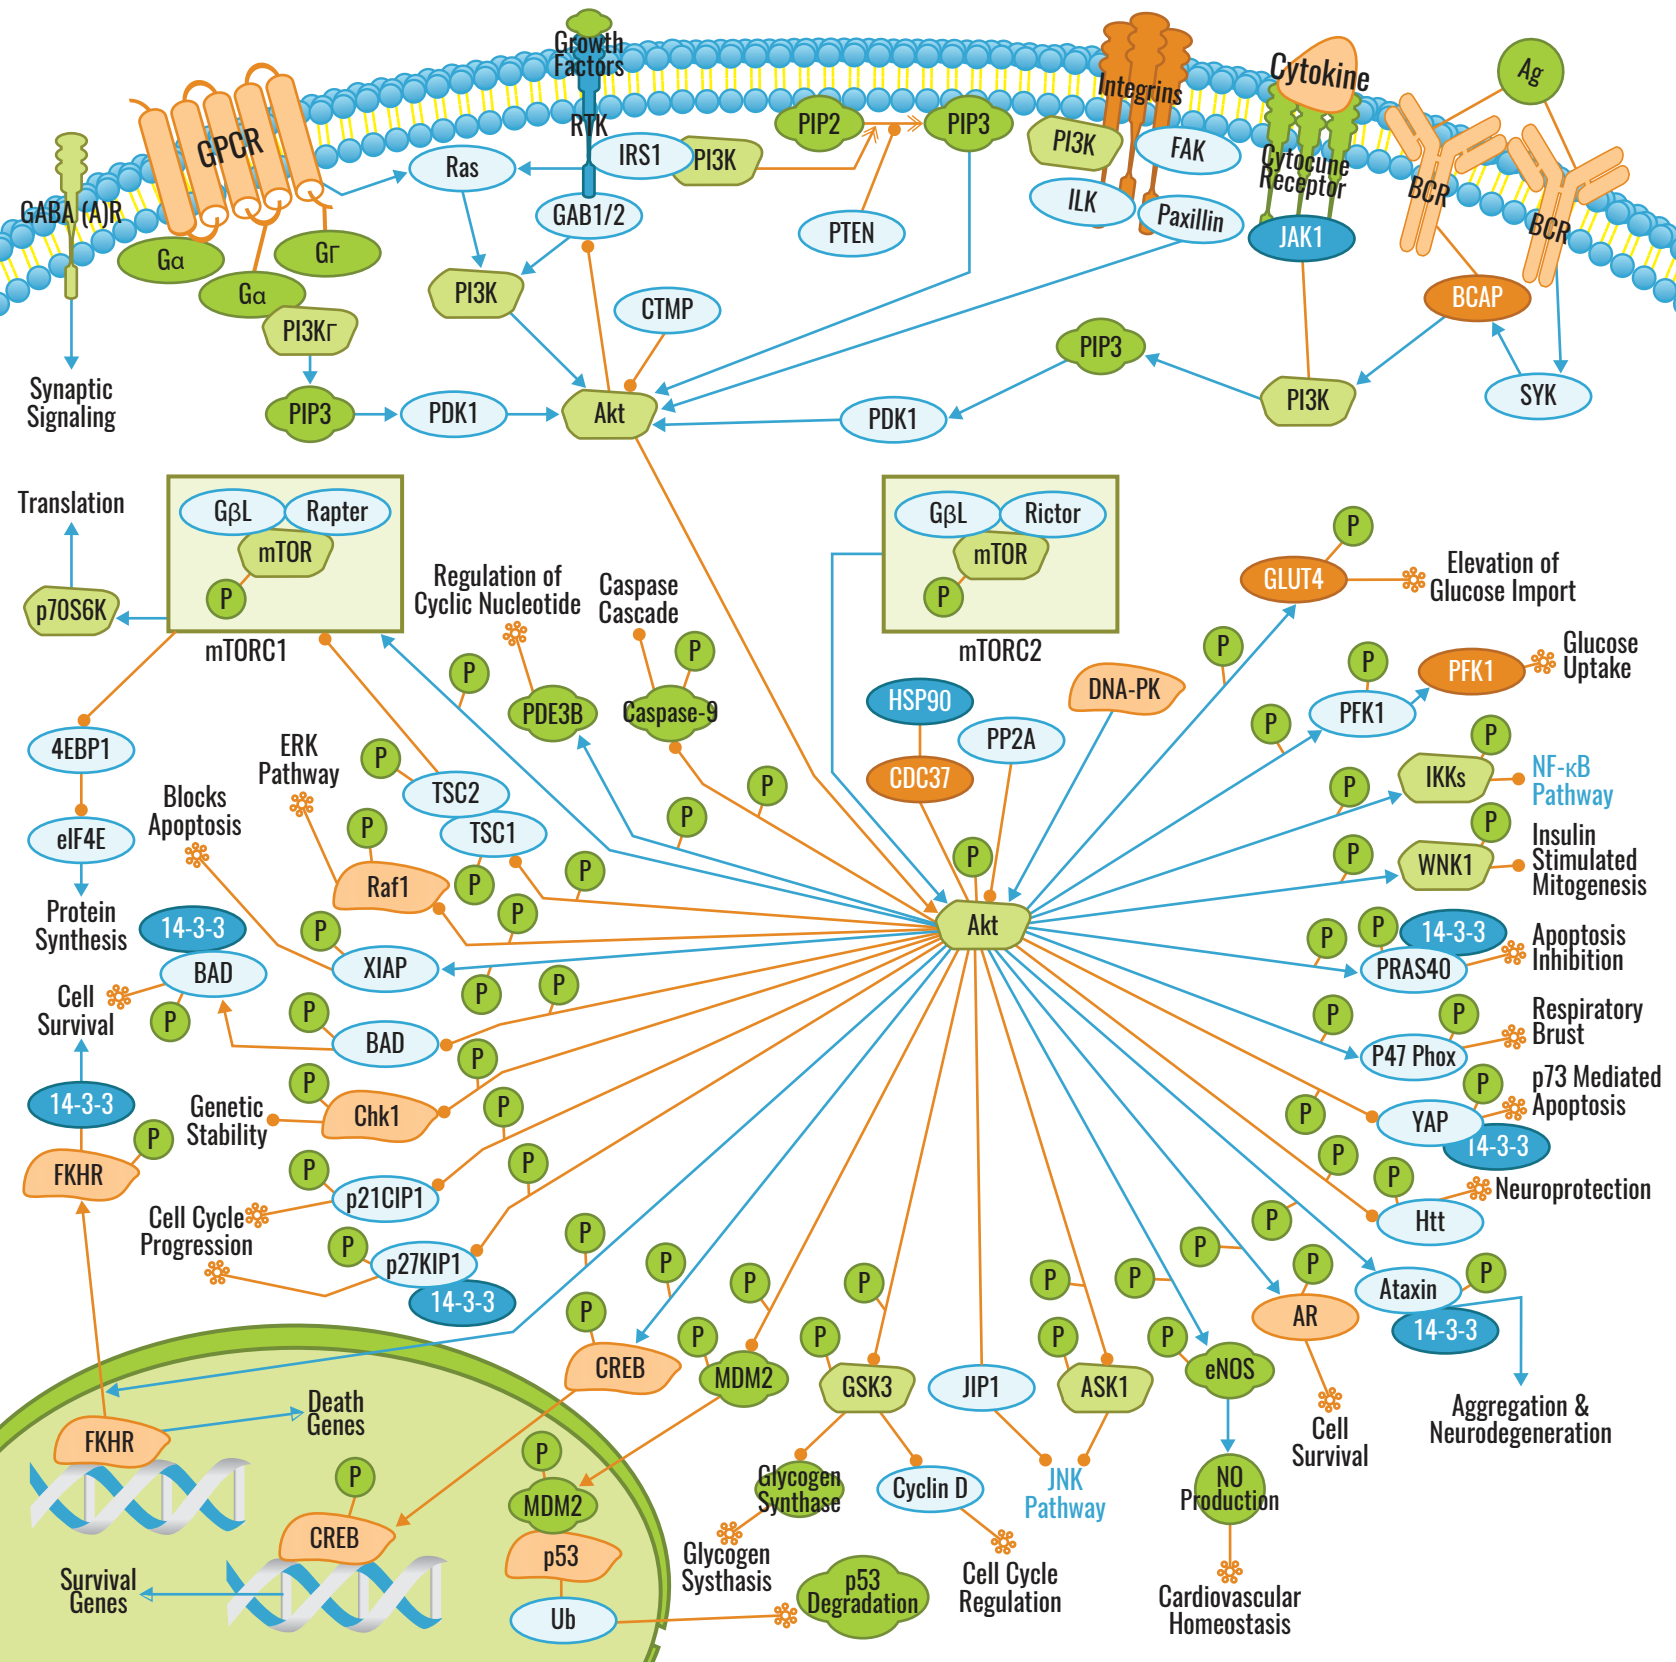 Growth
Factors
Integrins
Cytokine
Ag
GPCR
RTK
IRS1
PI3K
PIP2
PIP3
PI3K
FAK
Cytocune
Receptor
BCR
BCR
Ras
GABA (A)R
GAB1/2
PTEN
ILK
Paxillin
JAK1
Gα
GΓ
Gα
PI3KΓ
PI3K
CTMP
BCAP
PIP3
Synaptic
Signaling
PIP3
PDK1
Akt
PDK1
PI3K
SYK
Translation
GβL
Rapter
mTOR
P
mTORC1
p70S6K
Regulation of
Cyclic Nucleotide
Caspase
Cascade
GβL
Rictor
mTOR
P
mTORC2
P
GLUT4
Elevation of
Glucose Import
P
P
P
P
Glucose
Uptake
PFK1
PFK1
P
PDE3B
Caspase-9
HSP90
DNA-PK
PP2A
CDC37
4EBP1
ERK
Pathway
P
TSC2
TSC1
P
P
P
P
P
IKKs
NF-κB
Pathway
Blocks
Apoptosis
eIF4E
P
Raf1
P
P
P
P
P
P
WNK1
Insulin
Stimulated
Mitogenesis
Protein
Synthesis
14-3-3
BAD
P
P
XIAP
Akt
P
P
14-3-3
PRAS40
Apoptosis
Inhibition
Cell
Survival
P
P
P
BAD
P
P
P47 Phox
Respiratory
Brust
14-3-3
P
FKHR
Genetic
Stability
P
Chk1
P
P
P
P
YAP
14-3-3
p73 Mediated
Apoptosis
P
p21CIP1
P
P
P
Htt
Neuroprotection
Cell Cycle
Progression
P
p27KIP1
14-3-3
P
P
P
P
P
P
P
P
P
P
Ataxin
14-3-3
P
AR
P
CREB
P
MDM2
P
GSK3
JIP1
P
ASK1
P
eNOS
Aggregation &
Neurodegeneration
Cell
Survival
FKHR
Death
Genes
P
CREB
P
MDM2
p53
Ub
Survival
Genes
Glycogen
Synthase
Cyclin D
JNK
Pathway
NO
Production
Glycogen
Systhasis
p53
Degradation
Cell Cycle
Regulation
Cardiovascular
Homeostasis